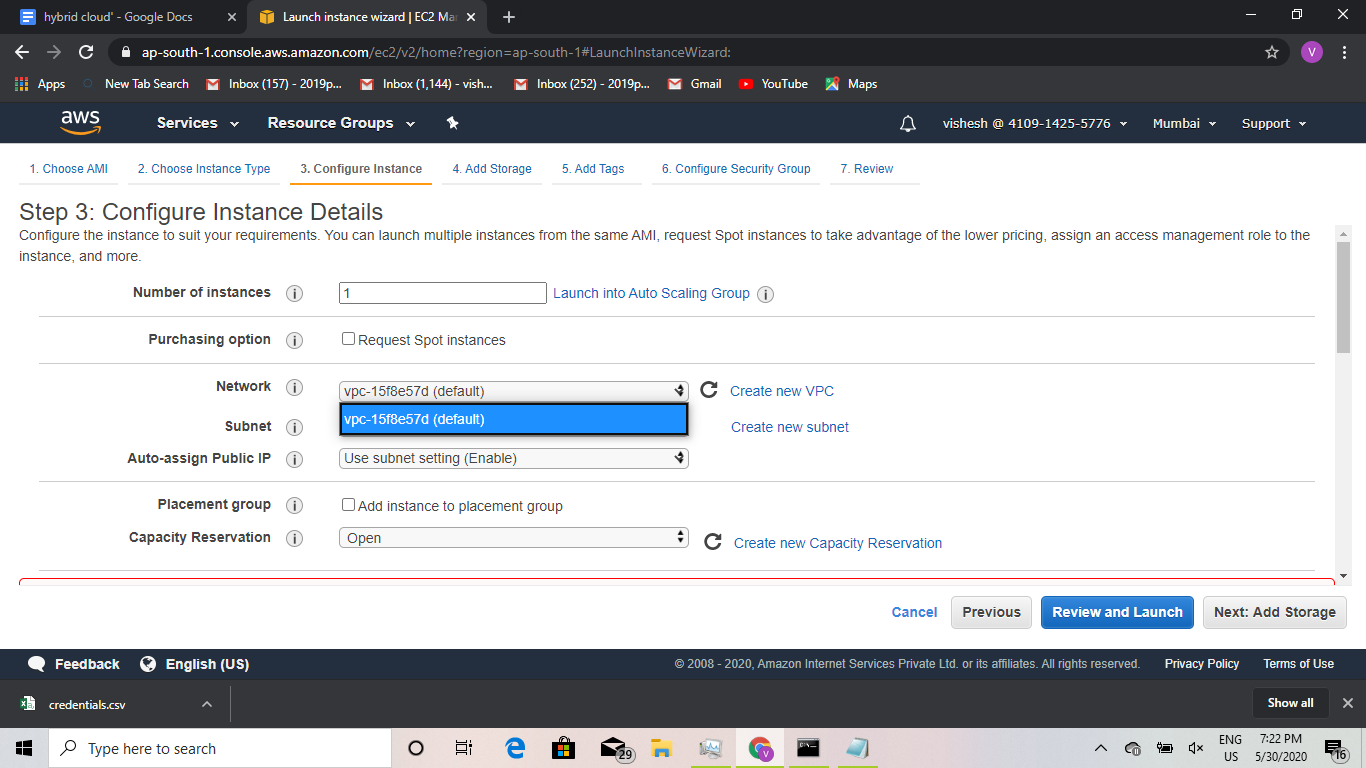 hybrid cloud' - Google Docs
Launch instance wizard | EC2 Ma
ap-south-1.console.aws.amazon.com/ec2/v2/home?region=ap-south-1#LaunchInstanceWizard:
V
Apps New Tab Search Inbox (157) - 2019p... Inbox (1,144) - vish... Inbox (252) - 2019p... Gmail YouTube Maps
aws Services Resource Groups vishesh @ 4109-1425-5776 Mumbai Support
1. Choose AMI 2. Choose Instance Type 3. Configure Instance 4. Add Storage 5. Add Tags 6. Configure Security Group 7. Review
Step 3: Configure Instance Details
Configure the instance to suit your requirements. You can launch multiple instances from the same AMI, request Spot instances to take advantage of the lower pricing, assign an access management role to the
instance, and more.
Number of instances i 1 Launch into Auto Scaling Group i
Purchasing option i Request Spot instances
Network i vpc-15f8e57d (default) Create new VPC
vpc-15f8e57d (default)
Subnet i Create new subnet
Auto-assign Public IP i Use subnet setting (Enable)
Placement group i Add instance to placement group
Capacity Reservation i Open Create new Capacity Reservation
Cancel Previous Review and Launch Next: Add Storage
Feedback English (US) © 2008 - 2020, Amazon Internet Services Private Ltd. or its affiliates. All rights reserved. Privacy Policy Terms of Use
credentials.csv Show all
Type here to search 29 V ENG 7:22 PM
US 5/30/2020 16